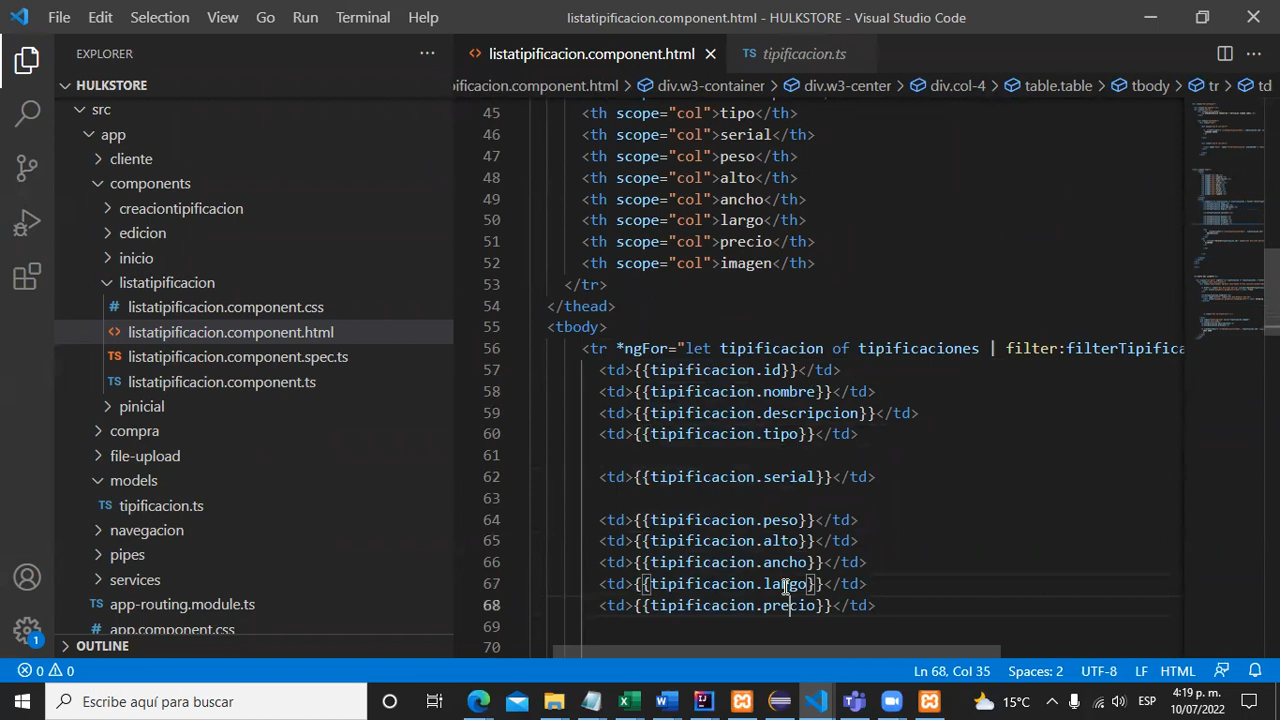 File Edit Selection View Go Run Terminal Help listatipificacion.component.html - HULKSTORE - Visual Studio Code
EXPLORER
listatipificacion.component.html
tipificacion.ts
HULKSTORE
pificacion.component.html > div.w3-container > div.w3-center > div.col-4 > table.table > tbody > tr > td
src
app
cliente
components
creaciontipificacion
edicion
inicio
listatipificacion
listatipificacion.component.css
listatipificacion.component.html
listatipificacion.component.spec.ts
listatipificacion.component.ts
pinicial
compra
file-upload
models
tipificacion.ts
navegacion
pipes
services
app-routing.module.ts
app.component.css
OUTLINE
45 <th scope="col">tipo</th>
46 <th scope="col">serial</th>
47 <th scope="col">peso</th>
48 <th scope="col">alto</th>
49 <th scope="col">ancho</th>
50 <th scope="col">largo</th>
51 <th scope="col">precio</th>
52 <th scope="col">imagen</th>
53 </tr>
54 </thead>
55 <tbody>
56 <tr *ngFor="let tipificacion of tipificaciones | filter:filterTipifica
57 <td>{{tipificacion.id}}</td>
58 <td>{{tipificacion.nombre}}</td>
59 <td>{{tipificacion.descripcion}}</td>
60 <td>{{tipificacion.tipo}}</td>
61
62 <td>{{tipificacion.serial}}</td>
63
64 <td>{{tipificacion.peso}}</td>
65 <td>{{tipificacion.alto}}</td>
66 <td>{{tipificacion.ancho}}</td>
67 <td>{{tipificacion.largo}}</td>
68 <td>{{tipificacion.precio}}</td>
69
70
1
0 0 Ln 68, Col 35 Spaces: 2 UTF-8 LF HTML
Escribe aquí para buscar
15°C ESP 4:19 p. m.
10/07/2022